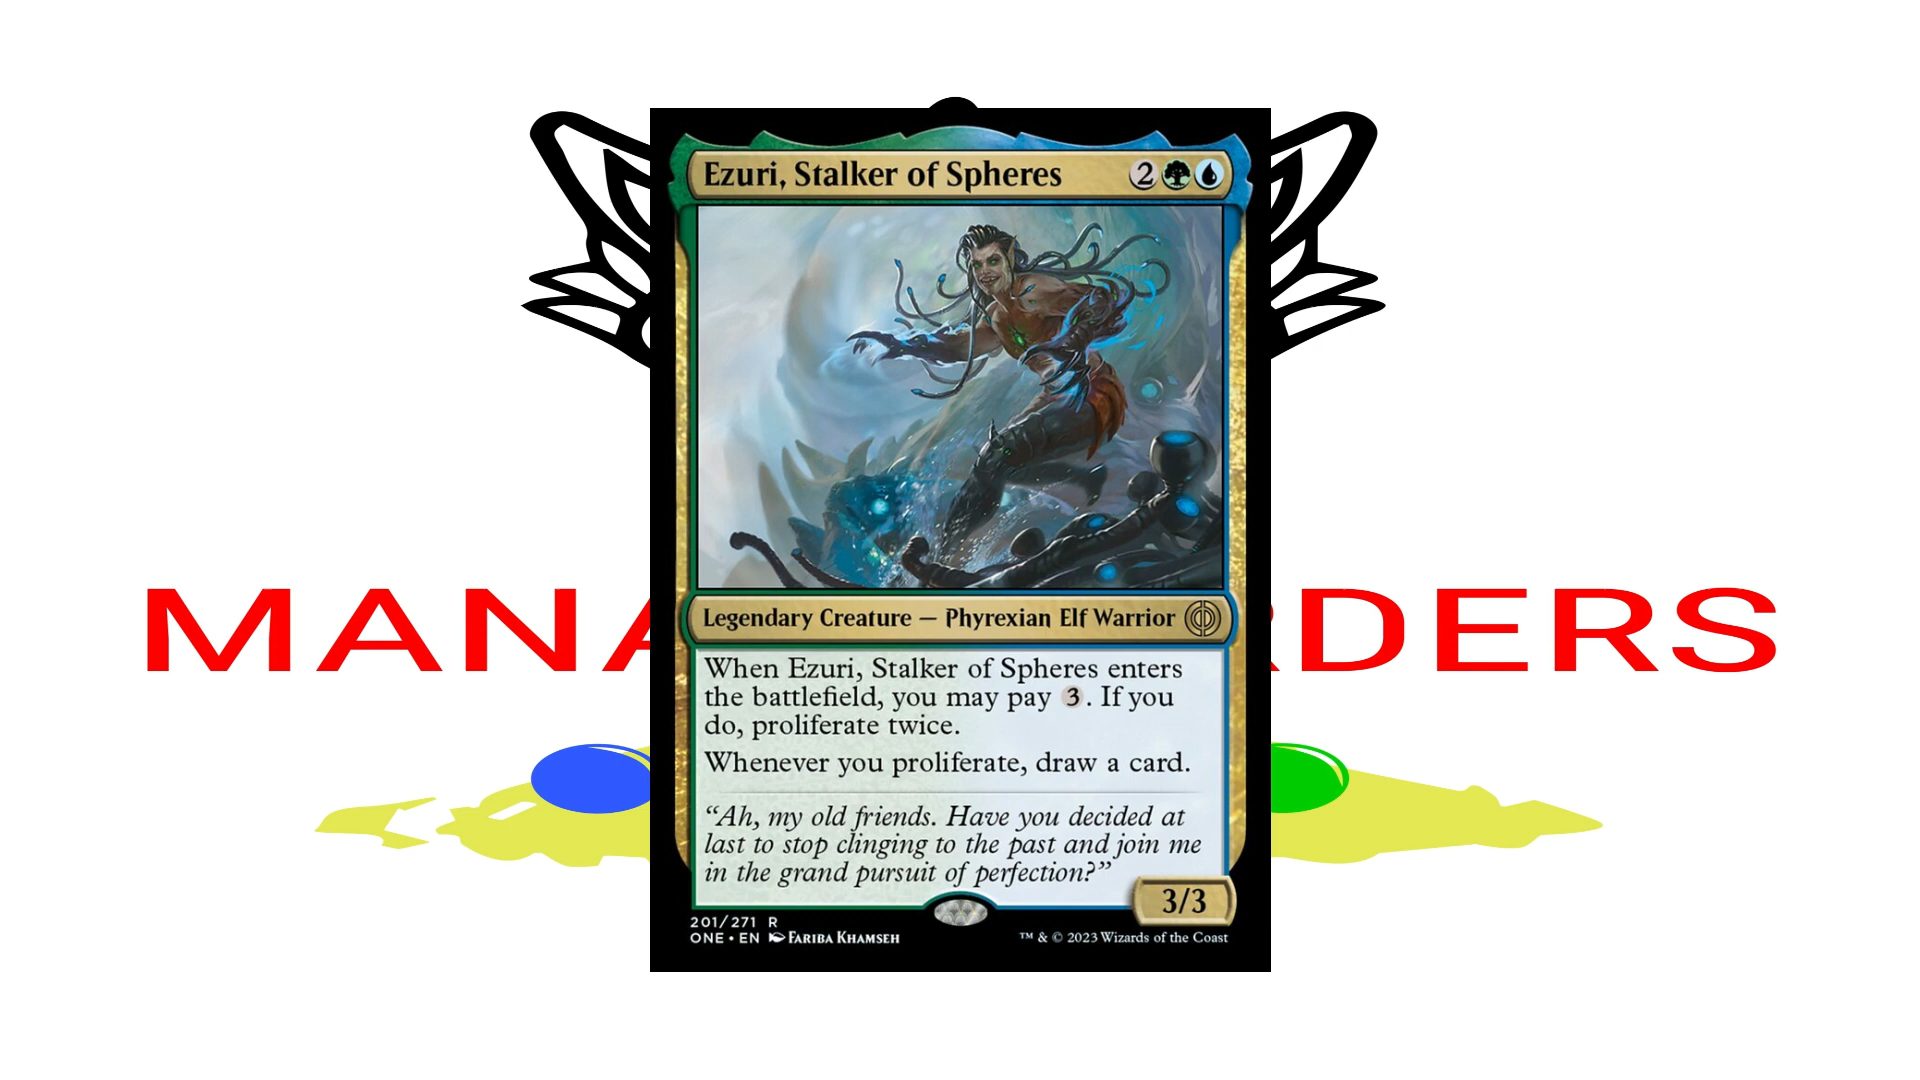 Ezuri, Stalker of Spheres 2
MANA RDERS
Legendary Creature — Phyrexian Elf Warrior
When Ezuri, Stalker of Spheres enters
the battlefield, you may pay 3. If you
do, proliferate twice.
Whenever you proliferate, draw a card.
“Ah, my old friends. Have you decided at
last to stop clinging to the past and join me
in the grand pursuit of perfection?”
3/3
201/271 R
ONE • EN FARIBA KHAMSEH
™ & © 2023 Wizards of the Coast